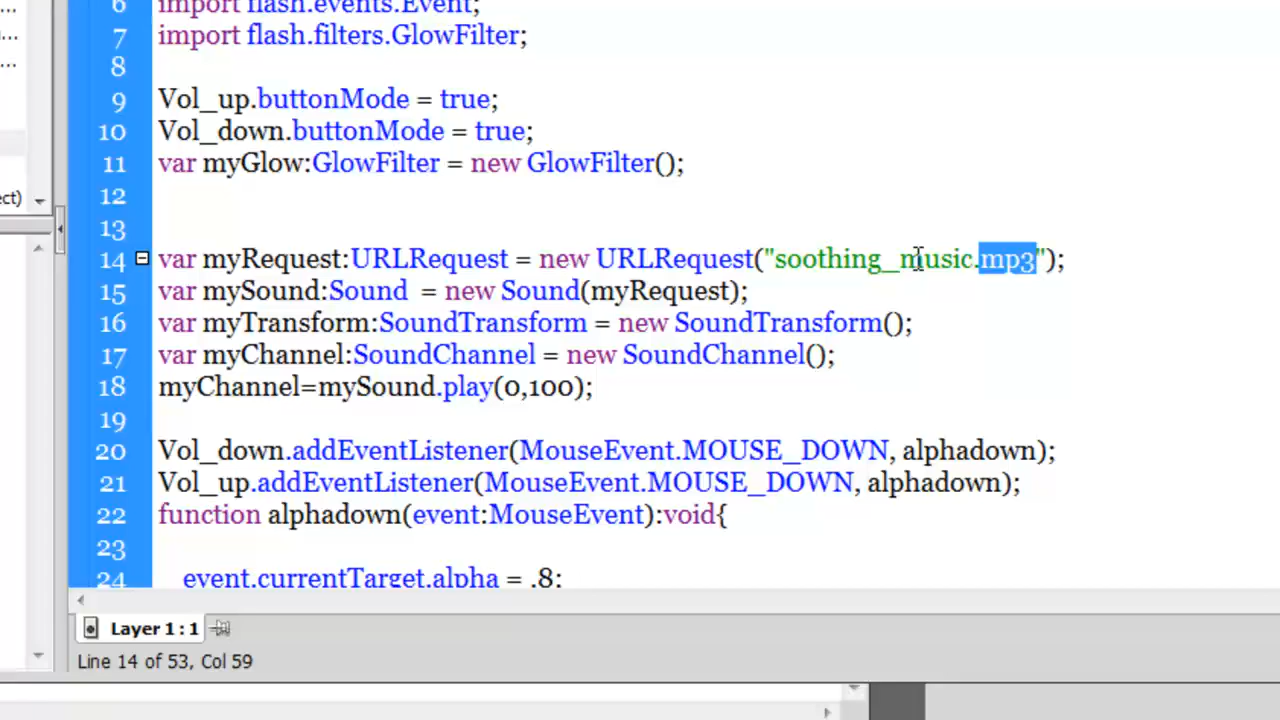 6 import flash.events.Event;
7 import flash.filters.GlowFilter;
8
9 Vol_up.buttonMode = true;
10 Vol_down.buttonMode = true;
11 var myGlow:GlowFilter = new GlowFilter();
12
ect)
13
14 var myRequest:URLRequest = new URLRequest("soothing_music.mp3");
15 var mySound:Sound = new Sound(myRequest);
16 var myTransform:SoundTransform = new SoundTransform();
17 var myChannel:SoundChannel = new SoundChannel();
18 myChannel=mySound.play(0,100);
19
20 Vol_down.addEventListener(MouseEvent.MOUSE_DOWN, alphadown);
21 Vol_up.addEventListener(MouseEvent.MOUSE_DOWN, alphadown);
22 function alphadown(event:MouseEvent):void{
23
24 event.currentTarget.alpha = .8;
Layer 1 : 1
Line 14 of 53, Col 59